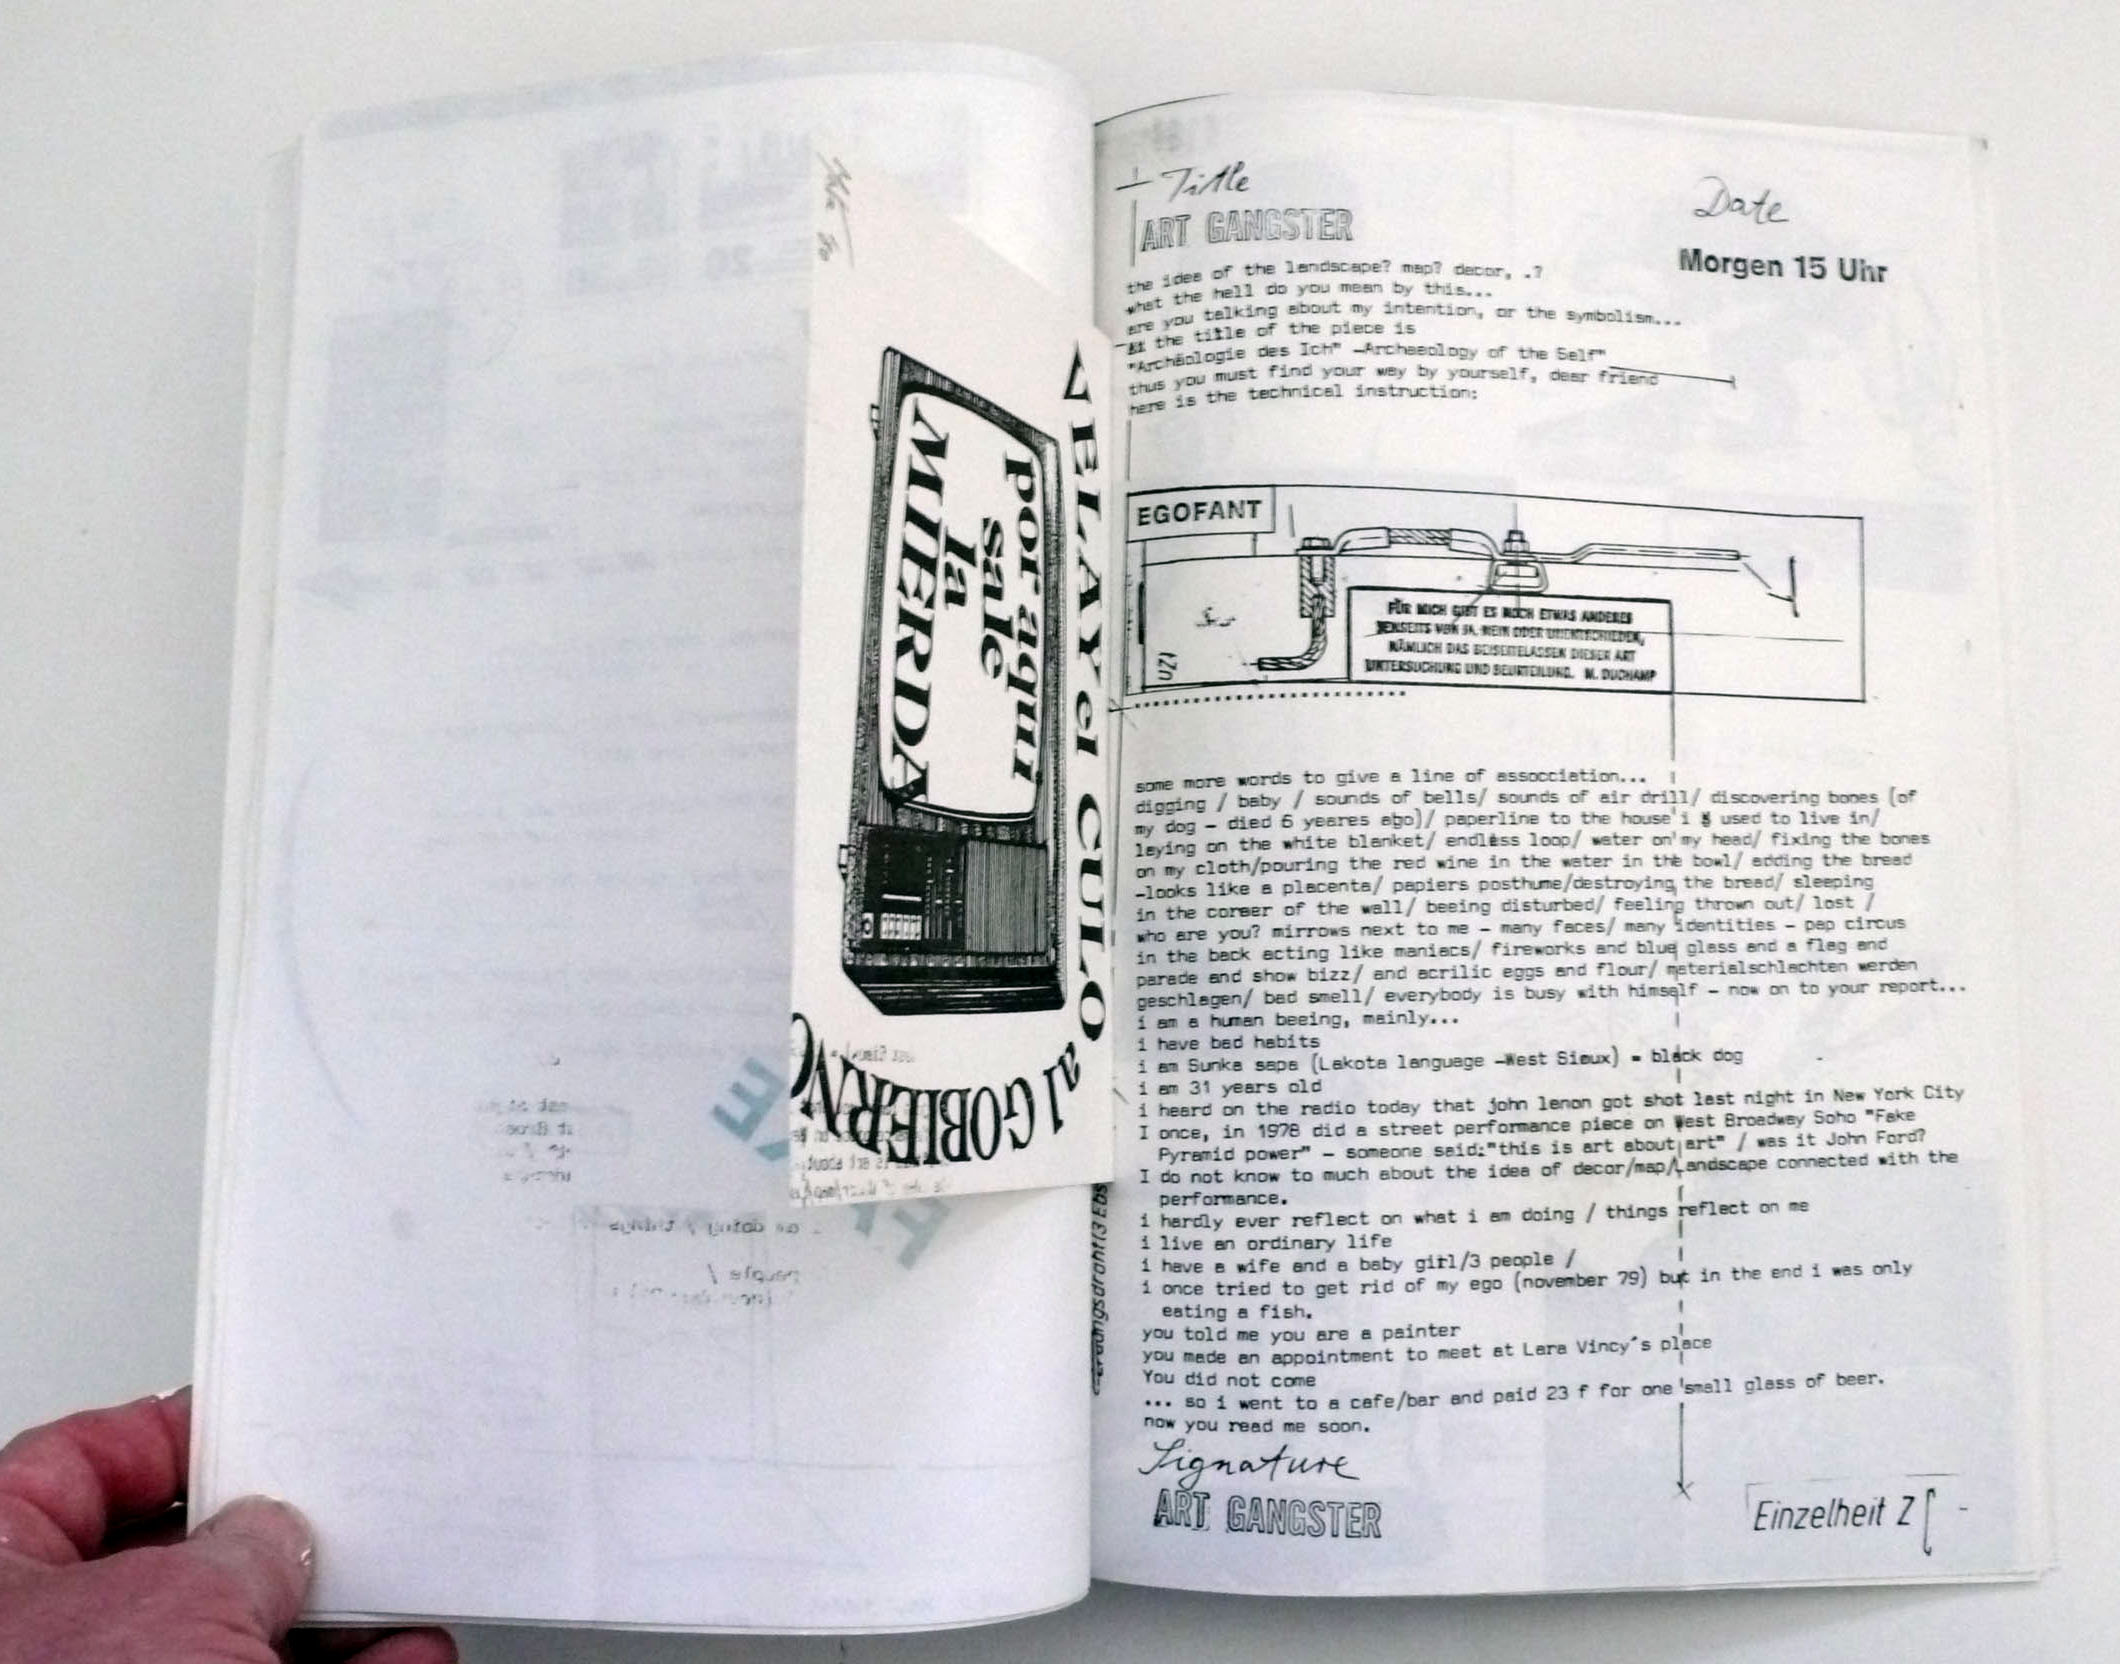 VELAY el CULO al GOBIERNO
por aqui
sale
la
MIERDA
Title
ART GANGSTER
Date
Morgen 15 Uhr
the idea of the landscape? map? decor, .?
what the hell do you mean by this...
are you talking about my intention, or the symbolism...
the title of the piece is
"Archäologie des Ich" -Archaeology of the Self"
thus you must find your way by yourself, dear friend
here is the technical instruction:
EGOFANT
FÜR MICH GIBT ES NOCH ETWAS ANDERES
JENSEITS VON JA, NEIN ODER UNENTSCHIEDEN,
NÄMLICH DAS BEISEITELASSEN DIESER ART
UNTERSUCHUNG UND BEURTEILUNG. M. DUCHAMP
some more words to give a line of assocciation...
digging / baby / sounds of bells/ sounds of air drill/ discovering bones (of
my dog - died 6 yeares ago)/ paperline to the house i used to live in/
laying on the white blanket/ endless loop/ water on my head/ fixing the bones
on my cloth/pouring the red wine in the water in the bowl/ adding the bread
-looks like a placenta/ papiers posthume/destroying the bread/ sleeping
in the corner of the wall/ beeing disturbed/ feeling thrown out/ lost /
who are you? mirrows next to me - many faces/ many identities - pap circus
in the back acting like maniacs/ fireworks and blue glass and a flag and
parade and show bizz/ and acrilic eggs and flour/ materialschlachten werden
geschlagen/ bad smell/ everybody is busy with himself - now on to your report...
i am a human beeing, mainly...
i have bad habits
i am Sunka sapa (Lakota language -West Sioux) = black dog
i am 31 years old
i heard on the radio today that john lenon got shot last night in New York City
I once, in 1978 did a street performance piece on West Broadway Soho "Fake
Pyramid power" - someone said:"this is art about art" / was it John Ford?
I do not know to much about the idea of decor/map/Landscape connected with the
performance.
i hardly ever reflect on what i am doing / things reflect on me
i live an ordinary life
i have a wife and a baby girl/3 people /
i once tried to get rid of my ego (november 79) but in the end i was only
eating a fish.
you told me you are a painter
you made an appointment to meet at Lara Vincy's place
You did not come
... so i went to a cafe/bar and paid 23 f for one small glass of beer.
now you read me soon.
Signature
ART GANGSTER
Einzelheit Z